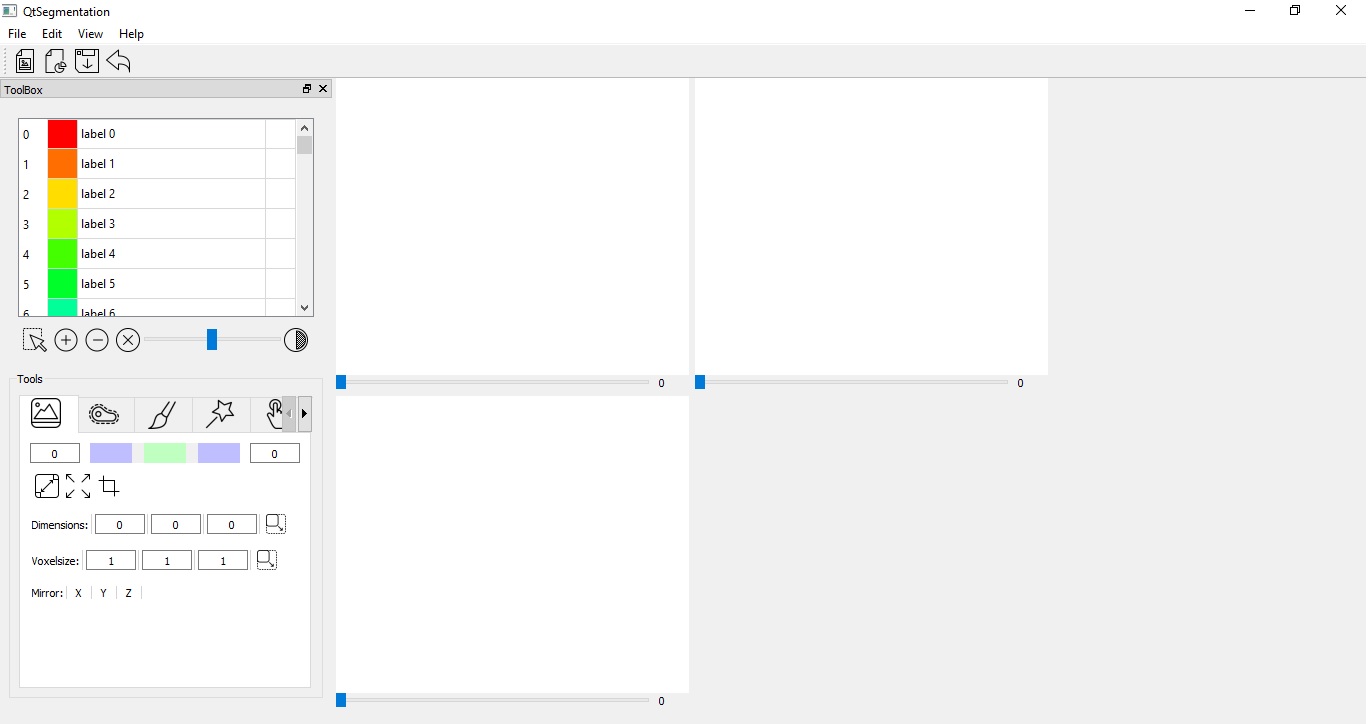 QtSegmentation
File Edit View Help
ToolBox
0 label 0
1 label 1
2 label 2
3 label 3
4 label 4
5 label 5
6 label 6
Tools
0 0
Dimensions: 0 0 0
Voxelsize: 1 1 1
Mirror: X Y Z
0
0
0